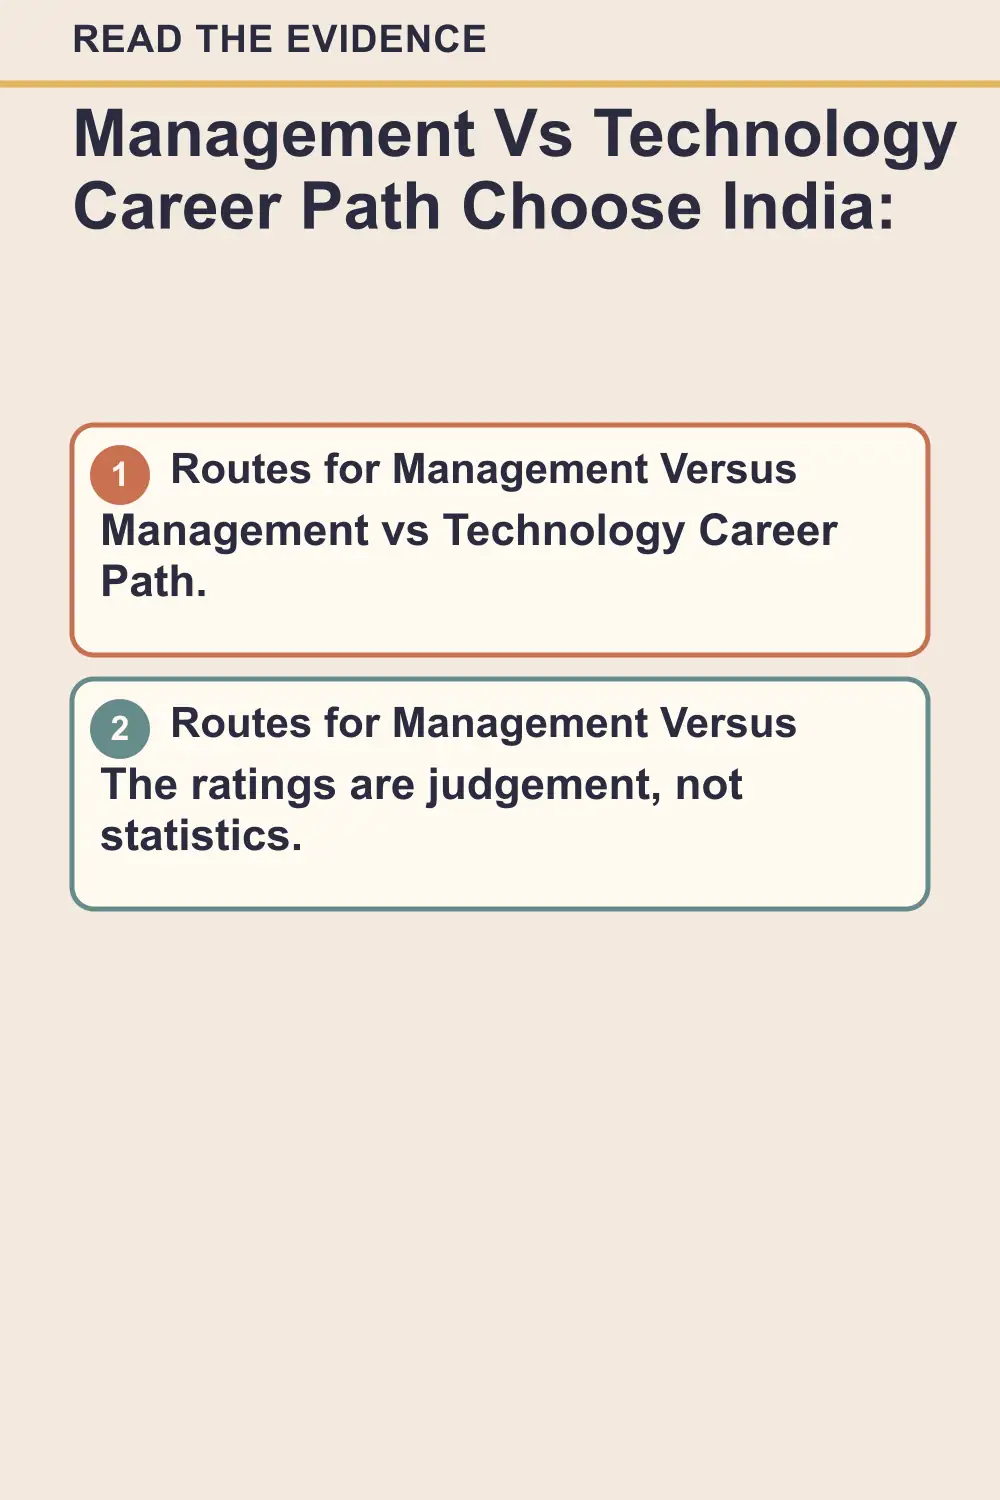 READ THE EVIDENCE
Management Vs Technology
Career Path Choose India:
1 Routes for Management Versus
Management vs Technology Career
Path.
2 Routes for Management Versus
The ratings are judgement, not
statistics.